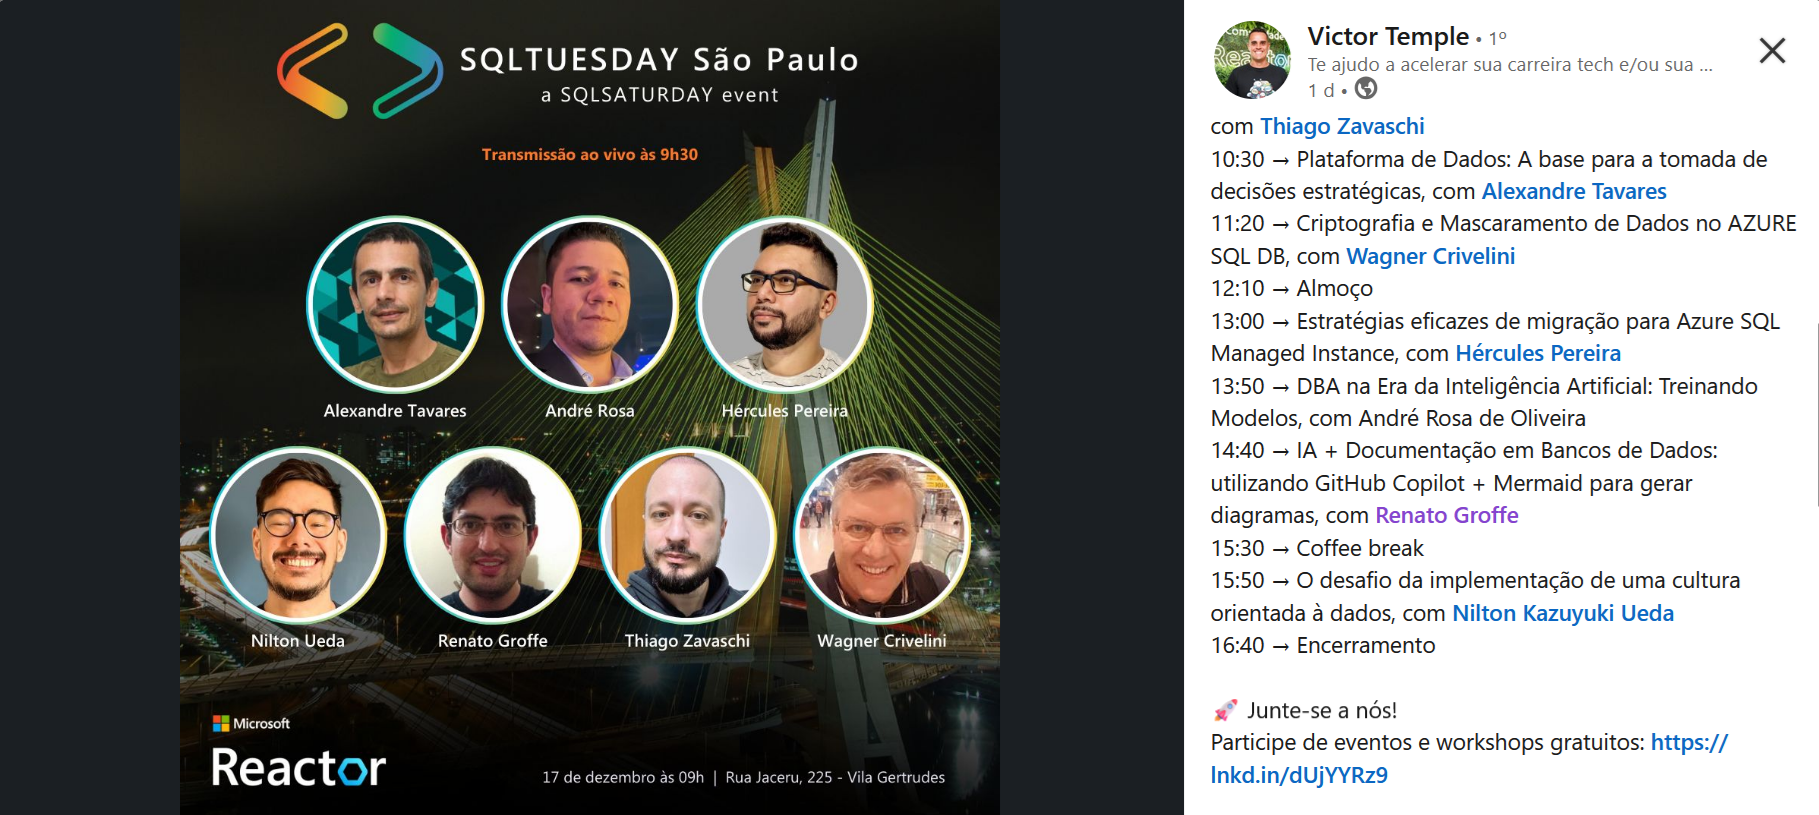 SQLTUESDAY São Paulo
a SQLSATURDAY event
Transmissão ao vivo às 9h30
Alexandre Tavares
André Rosa
Hércules Pereira
Nilton Ueda
Renato Groffe
Thiago Zavaschi
Wagner Crivelini
Microsoft
Reactor
17 de dezembro às 09h | Rua Jaceru, 225 - Vila Gertrudes
Victor Temple • 1º
Te ajudo a acelerar sua carreira tech e/ou sua ...
1 d •
com Thiago Zavaschi
10:30 → Plataforma de Dados: A base para a tomada de
decisões estratégicas, com Alexandre Tavares
11:20 → Criptografia e Mascaramento de Dados no AZURE
SQL DB, com Wagner Crivelini
12:10 → Almoço
13:00 → Estratégias eficazes de migração para Azure SQL
Managed Instance, com Hércules Pereira
13:50 → DBA na Era da Inteligência Artificial: Treinando
Modelos, com André Rosa de Oliveira
14:40 → IA + Documentação em Bancos de Dados:
utilizando GitHub Copilot + Mermaid para gerar
diagramas, com Renato Groffe
15:30 → Coffee break
15:50 → O desafio da implementação de uma cultura
orientada à dados, com Nilton Kazuyuki Ueda
16:40 → Encerramento
🚀 Junte-se a nós!
Participe de eventos e workshops gratuitos: https://
lnkd.in/dUjYYRz9